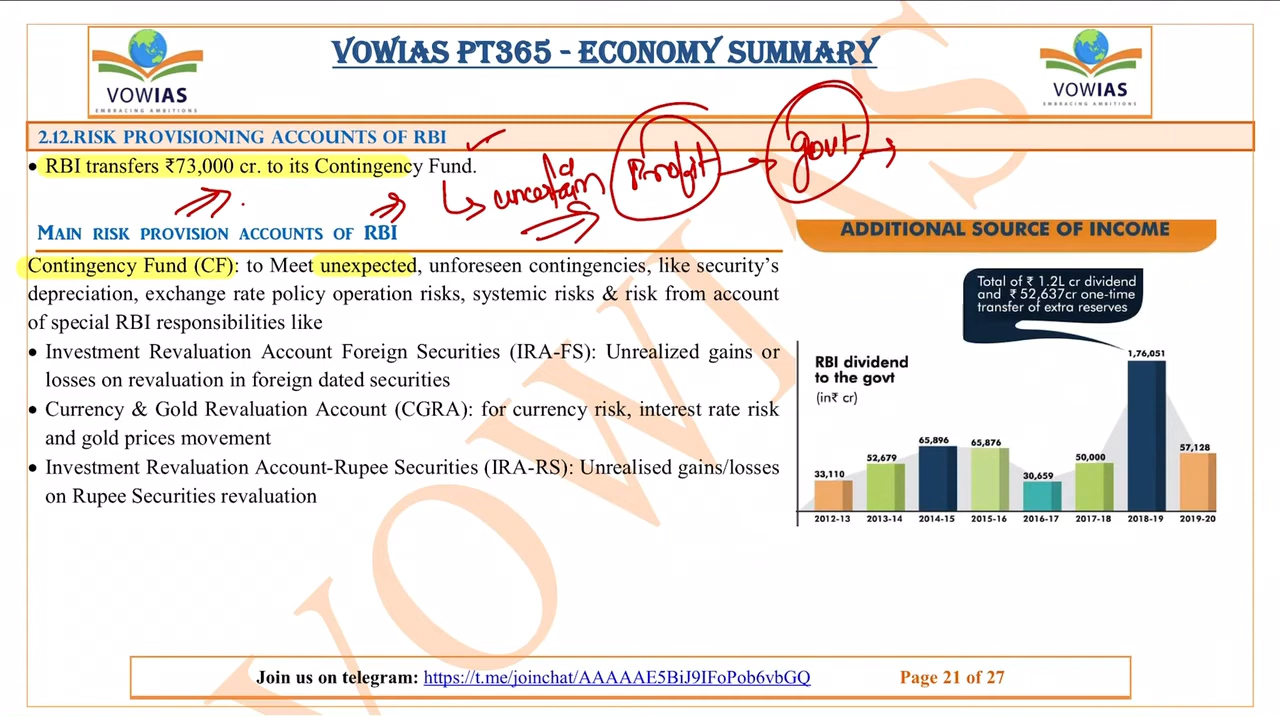 VOWIAS PT365 - ECONOMY SUMMARY
VOWIAS
EMBRACING AMBITIONS
VOWIAS
EMBRACING AMBITIONS
2.12.RISK PROVISIONING ACCOUNTS OF RBI
• RBI transfers ₹73,000 cr. to its Contingency Fund.
uncertain
Profit
govt
MAIN RISK PROVISION ACCOUNTS OF RBI
Contingency Fund (CF): to Meet unexpected, unforeseen contingencies, like security's
depreciation, exchange rate policy operation risks, systemic risks & risk from account
of special RBI responsibilities like
• Investment Revaluation Account Foreign Securities (IRA-FS): Unrealized gains or
losses on revaluation in foreign dated securities
• Currency & Gold Revaluation Account (CGRA): for currency risk, interest rate risk
and gold prices movement
• Investment Revaluation Account-Rupee Securities (IRA-RS): Unrealised gains/losses
on Rupee Securities revaluation
ADDITIONAL SOURCE OF INCOME
Total of ₹ 1.2L cr dividend
and ₹ 52,637cr one-time
transfer of extra reserves
RBI dividend
to the govt
(in₹ cr)
33,110
52,679
65,896
65,876
30,659
50,000
1,76,051
57,128
2012-13 2013-14 2014-15 2015-16 2016-17 2017-18 2018-19 2019-20
VOWIAS
Join us on telegram: https://t.me/joinchat/AAAAAE5BiJ9IFoPob6vbGQ Page 21 of 27